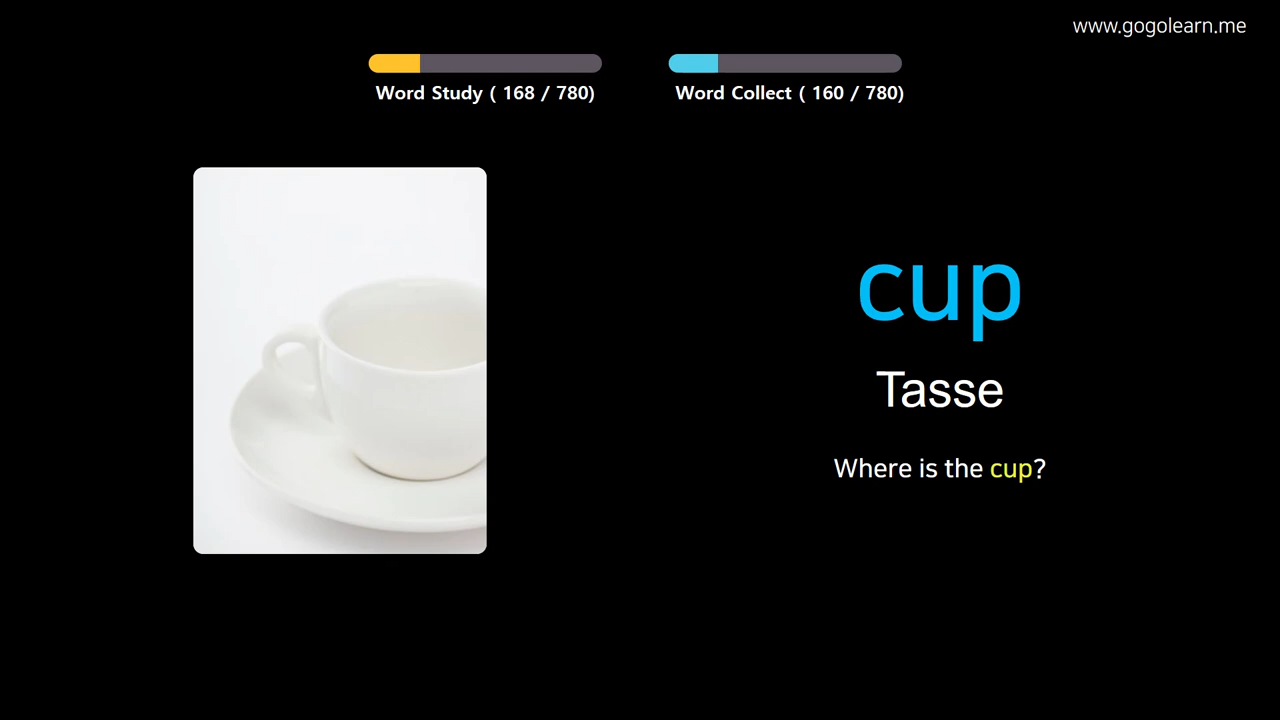 www.gogolearn.me
Word Study ( 168 / 780)
Word Collect ( 160 / 780)
cup
Tasse
Where is the cup?